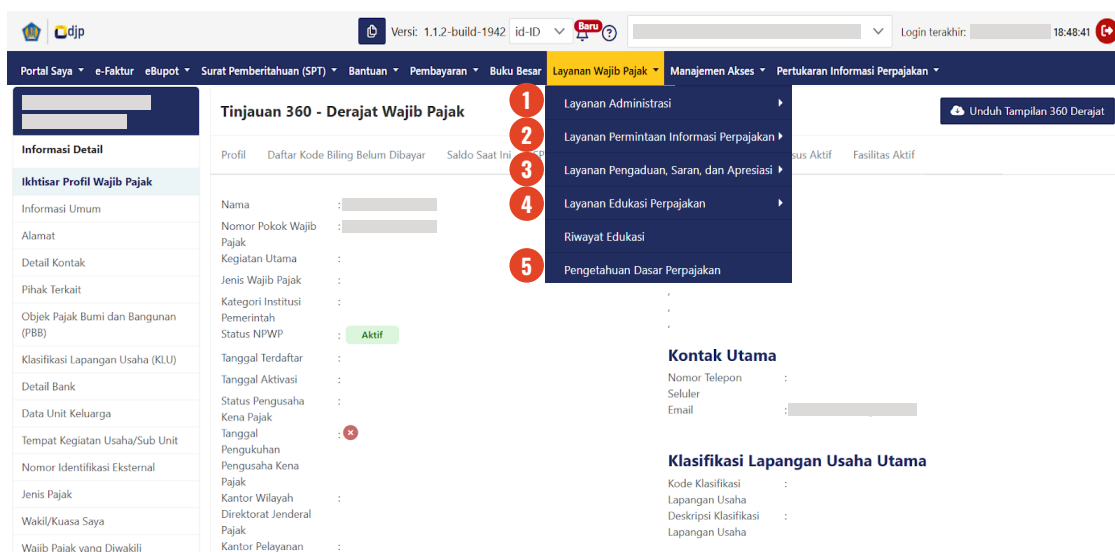 djp
Versi: 1.1.2-build-1942
id-ID
Baru
Login terakhir:
18:48:41
Portal Saya
e-Faktur
eBupot
Surat Pemberitahuan (SPT)
Bantuan
Pembayaran
Buku Besar
Layanan Wajib Pajak
Manajemen Akses
Pertukaran Informasi Perpajakan
1 Layanan Administrasi
2 Layanan Permintaan Informasi Perpajakan
3 Layanan Pengaduan, Saran, dan Apresiasi
4 Layanan Edukasi Perpajakan
Riwayat Edukasi
5 Pengetahuan Dasar Perpajakan
Informasi Detail
Ikhtisar Profil Wajib Pajak
Informasi Umum
Alamat
Detail Kontak
Pihak Terkait
Objek Pajak Bumi dan Bangunan
(PBB)
Klasifikasi Lapangan Usaha (KLU)
Detail Bank
Data Unit Keluarga
Tempat Kegiatan Usaha/Sub Unit
Nomor Identifikasi Eksternal
Jenis Pajak
Wakil/Kuasa Saya
Wajib Pajak yang Diwakili
Tinjauan 360 - Derajat Wajib Pajak
Unduh Tampilan 360 Derajat
Profil
Daftar Kode Biling Belum Dibayar
Saldo Saat Ini
Aktif
Fasilitas Aktif
Nama :
Nomor Pokok Wajib :
Pajak
Kegiatan Utama :
Jenis Wajib Pajak :
Kategori Institusi :
Pemerintah
Status NPWP : Aktif
Tanggal Terdaftar :
Tanggal Aktivasi :
Status Pengusaha :
Kena Pajak
Tanggal :
Pengukuhan
Pengusaha Kena
Pajak
Kantor Wilayah :
Direktorat Jenderal
Pajak
Kantor Pelayanan :
,
,
,
Kontak Utama
Nomor Telepon :
Seluler
Email :
Klasifikasi Lapangan Usaha Utama
Kode Klasifikasi :
Lapangan Usaha
Deskripsi Klasifikasi :
Lapangan Usaha